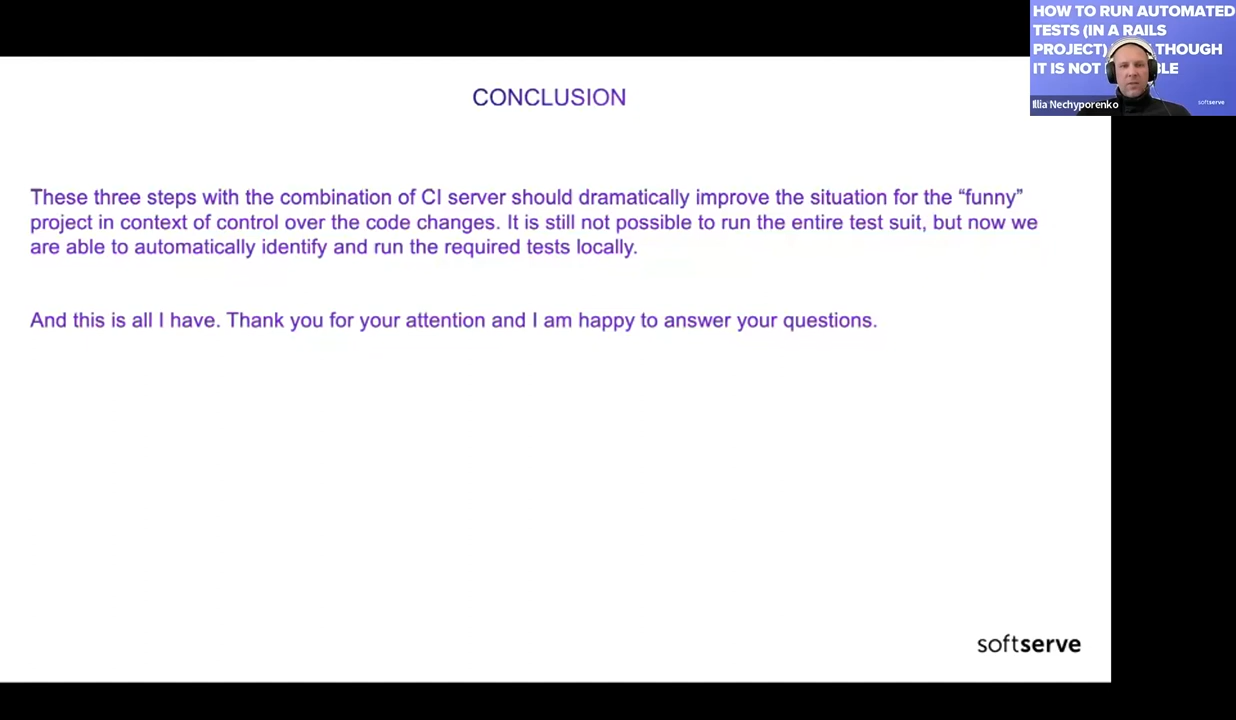 HOW TO RUN AUTOMATED
TESTS (IN A RAILS
PROJECT) THOUGH
IT IS NOT
Illia Nechyporenko
softserve
CONCLUSION
These three steps with the combination of CI server should dramatically improve the situation for the “funny”
project in context of control over the code changes. It is still not possible to run the entire test suit, but now we
are able to automatically identify and run the required tests locally.
And this is all I have. Thank you for your attention and I am happy to answer your questions.
softserve